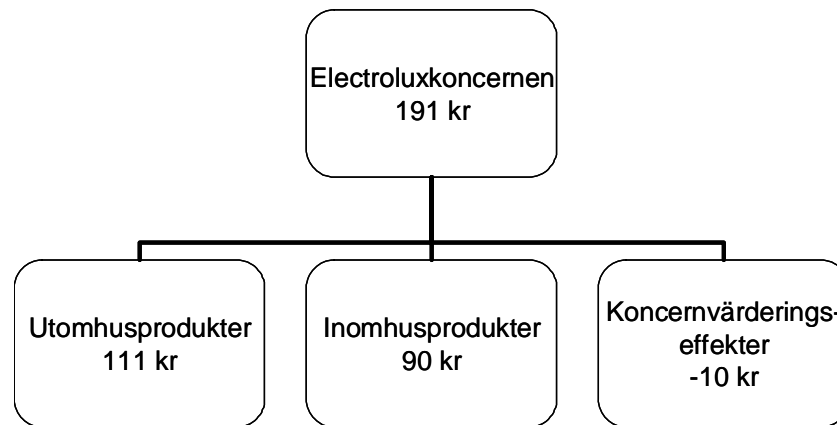 Electroluxkoncernen
191 kr
Utomhusprodukter
111 kr
Inomhusprodukter
90 kr
Koncernvärderings-
effekter
-10 kr